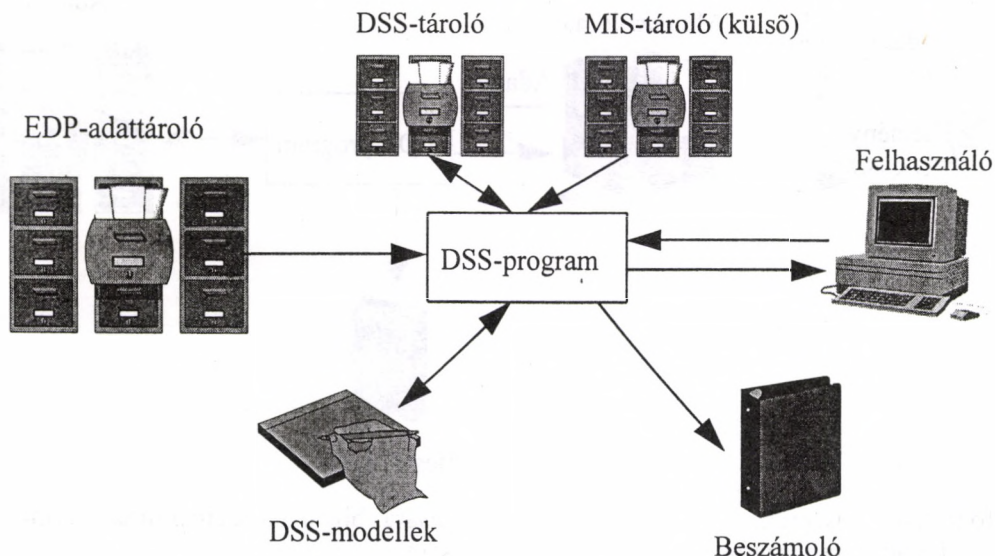 DSS-tároló
MIS-tároló (külsõ)
EDP-adattároló
Felhasználó
DSS-program
DSS-modellek
Beszámoló